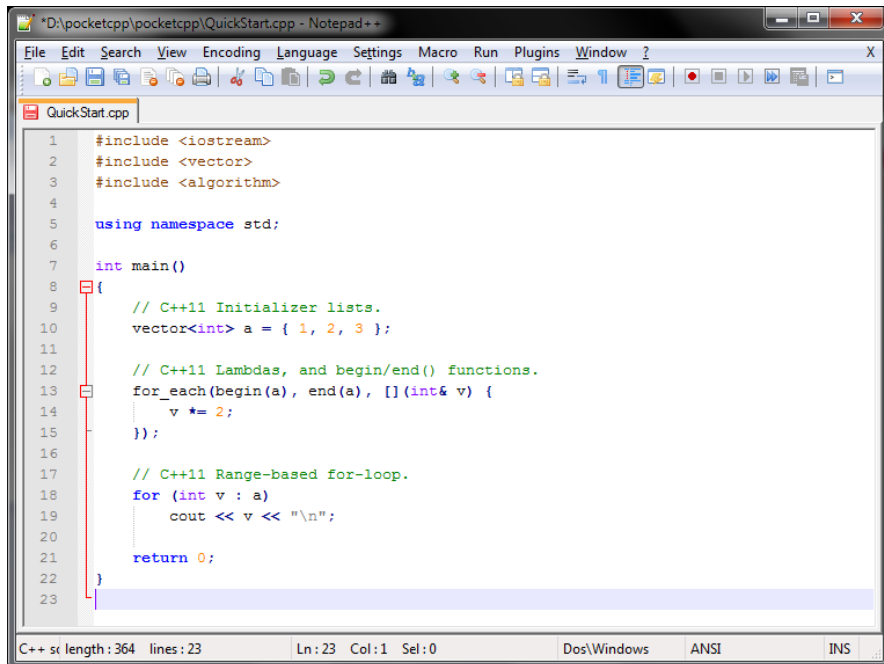 *D:\pocketcpp\pocketcpp\QuickStart.cpp - Notepad++
File Edit Search View Encoding Language Settings Macro Run Plugins Window ? X
QuickStart.cpp
1 #include <iostream>
2 #include <vector>
3 #include <algorithm>
4
5 using namespace std;
6
7 int main()
8 {
9     // C++11 Initializer lists.
10     vector<int> a = { 1, 2, 3 };
11
12     // C++11 Lambdas, and begin/end() functions.
13     for_each(begin(a), end(a), [](int& v) {
14         v *= 2;
15     });
16
17     // C++11 Range-based for-loop.
18     for (int v : a)
19         cout << v << "\n";
20
21     return 0;
22 }
23
C++ so length : 364 lines : 23 Ln : 23 Col : 1 Sel : 0 Dos\Windows ANSI INS